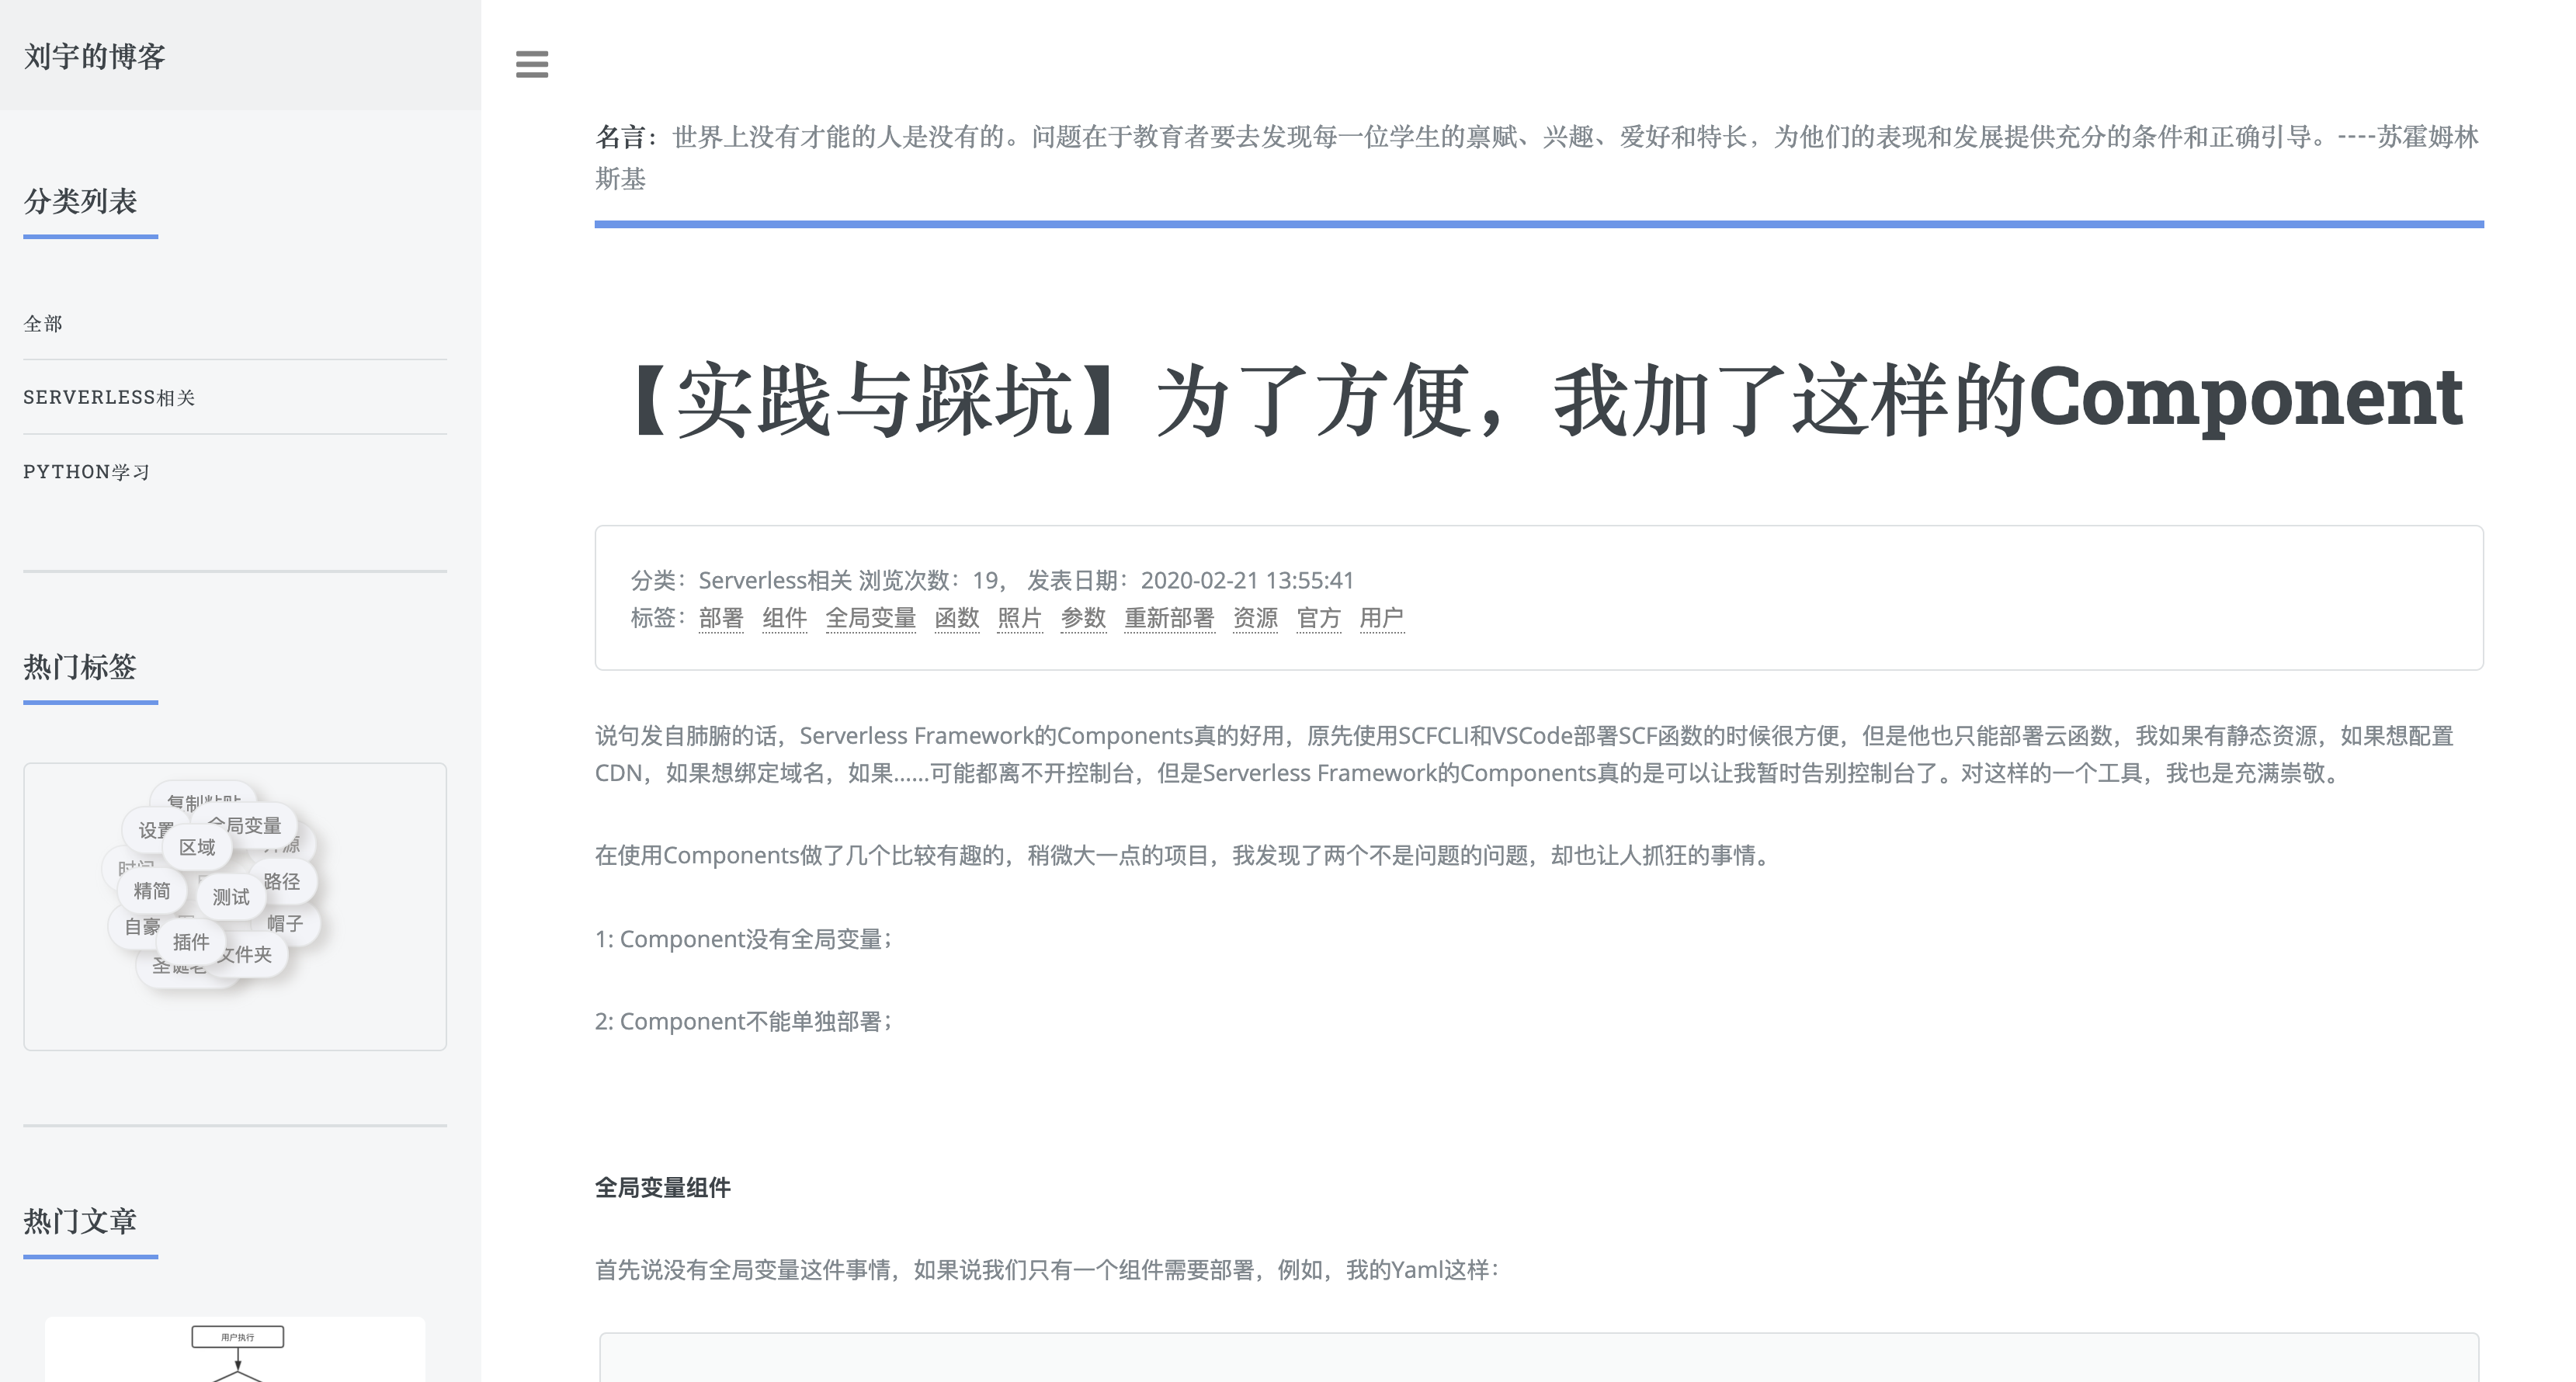 刘宇的博客
分类列表
全部
SERVERLESS相关
PYTHON学习
热门标签
设置
全局变量
区域
路径
精简
测试
自豪
帽子
插件
文件夹
热门文章
用户执行
名言：世界上没有才能的人是没有的。问题在于教育者要去发现每一位学生的禀赋、兴趣、爱好和特长，为他们的表现和发展提供充分的条件和正确引导。----苏霍姆林
斯基
【实践与踩坑】为了方便，我加了这样的Component
分类：Serverless相关 浏览次数：19， 发表日期：2020-02-21 13:55:41
标签：部署 组件 全局变量 函数 照片 参数 重新部署 资源 官方 用户
说句发自肺腑的话，Serverless Framework的Components真的好用，原先使用SCFCLI和VSCode部署SCF函数的时候很方便，但是他也只能部署云函数，我如果有静态资源，如果想配置
CDN，如果想绑定域名，如果......可能都离不开控制台，但是Serverless Framework的Components真的是可以让我暂时告别控制台了。对这样的一个工具，我也是充满崇敬。
在使用Components做了几个比较有趣的，稍微大一点的项目，我发现了两个不是问题的问题，却也让人抓狂的事情。
1: Component没有全局变量；
2: Component不能单独部署；
全局变量组件
首先说没有全局变量这件事情，如果说我们只有一个组件需要部署，例如，我的Yaml这样：